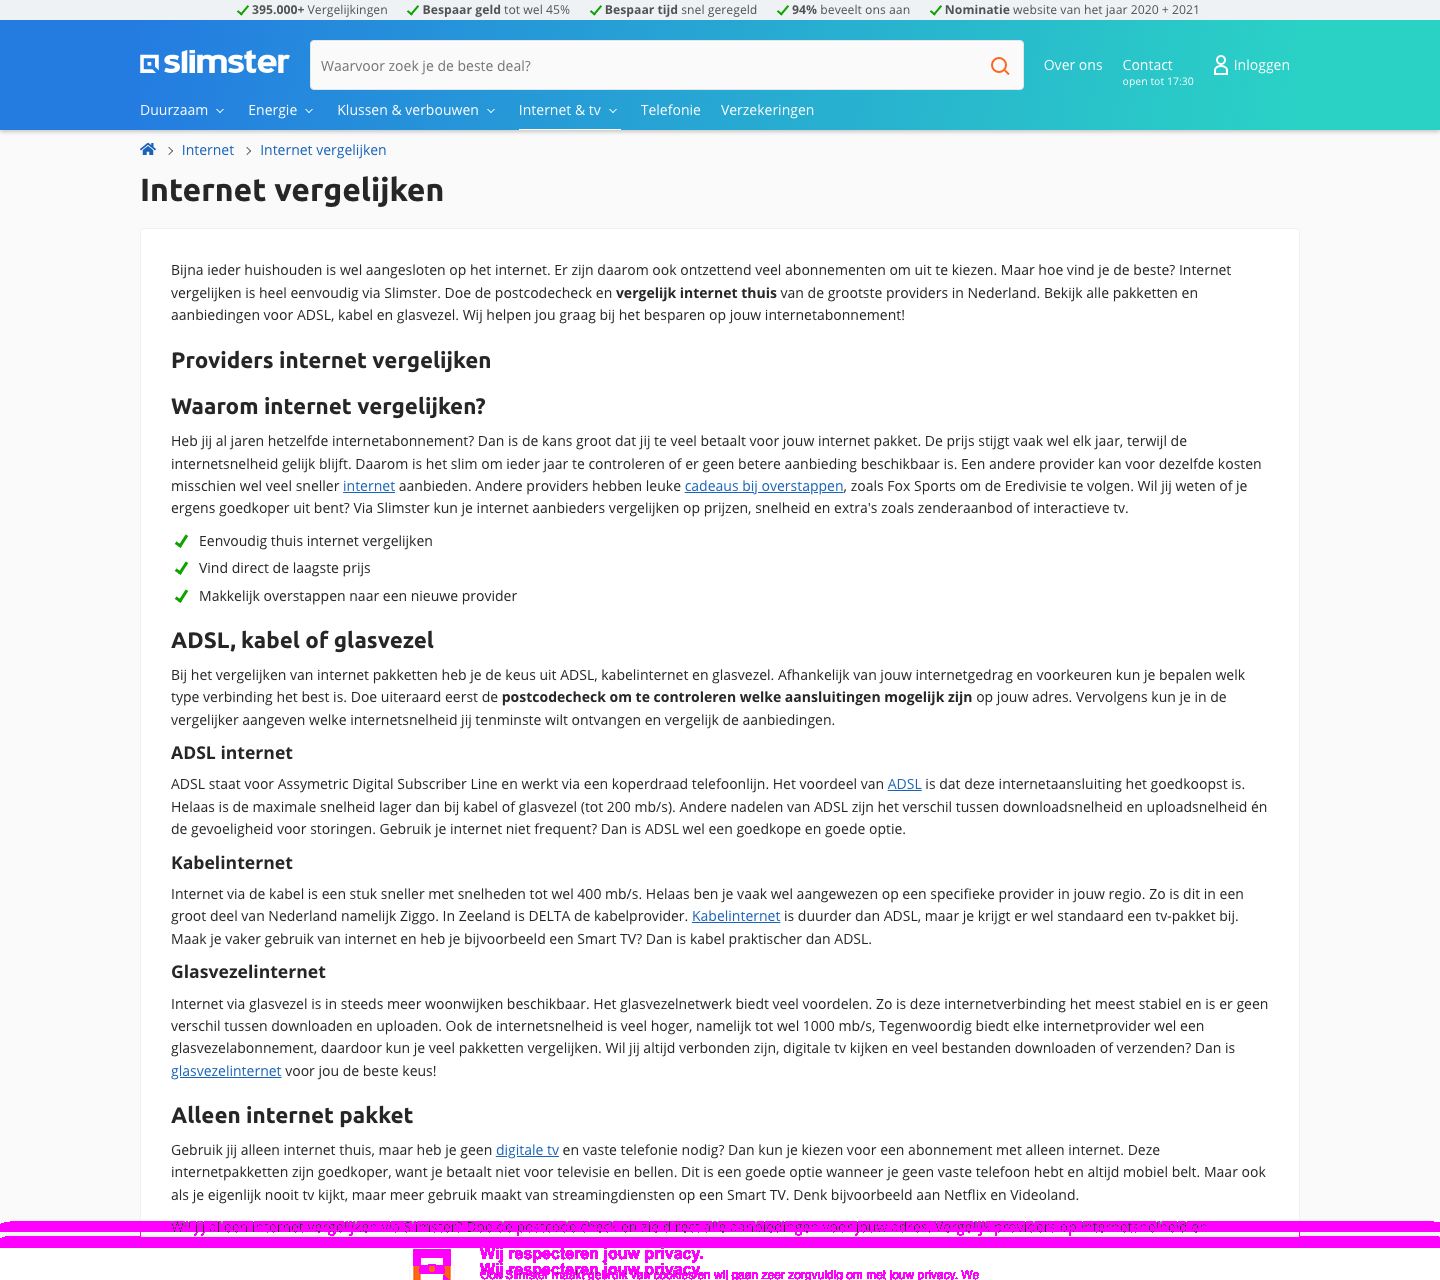 395.000+ Vergelijkingen Bespaar geld tot wel 45% Bespaar tijd snel geregeld 94% beveelt ons aan Nominatie website van het jaar 2020 + 2021
slimster
Waarvoor zoek je de beste deal?
Over ons Contact Inloggen
open tot 17:30
Duurzaam Energie Klussen & verbouwen Internet & tv Telefonie Verzekeringen
Internet Internet vergelijken
Internet vergelijken
Bijna ieder huishouden is wel aangesloten op het internet. Er zijn daarom ook ontzettend veel abonnementen om uit te kiezen. Maar hoe vind je de beste? Internet
vergelijken is heel eenvoudig via Slimster. Doe de postcodecheck en vergelijk internet thuis van de grootste providers in Nederland. Bekijk alle pakketten en
aanbiedingen voor ADSL, kabel en glasvezel. Wij helpen jou graag bij het besparen op jouw internetabonnement!
Providers internet vergelijken
Waarom internet vergelijken?
Heb jij al jaren hetzelfde internetabonnement? Dan is de kans groot dat jij te veel betaalt voor jouw internet pakket. De prijs stijgt vaak wel elk jaar, terwijl de
internetsnelheid gelijk blijft. Daarom is het slim om ieder jaar te controleren of er geen betere aanbieding beschikbaar is. Een andere provider kan voor dezelfde kosten
misschien wel veel sneller internet aanbieden. Andere providers hebben leuke cadeaus bij overstappen, zoals Fox Sports om de Eredivisie te volgen. Wil jij weten of je
ergens goedkoper uit bent? Via Slimster kun je internet aanbieders vergelijken op prijzen, snelheid en extra's zoals zenderaanbod of interactieve tv.
Eenvoudig thuis internet vergelijken
Vind direct de laagste prijs
Makkelijk overstappen naar een nieuwe provider
ADSL, kabel of glasvezel
Bij het vergelijken van internet pakketten heb je de keus uit ADSL, kabelinternet en glasvezel. Afhankelijk van jouw internetgedrag en voorkeuren kun je bepalen welk
type verbinding het best is. Doe uiteraard eerst de postcodecheck om te controleren welke aansluitingen mogelijk zijn op jouw adres. Vervolgens kun je in de
vergelijker aangeven welke internetsnelheid jij tenminste wilt ontvangen en vergelijk de aanbiedingen.
ADSL internet
ADSL staat voor Assymetric Digital Subscriber Line en werkt via een koperdraad telefoonlijn. Het voordeel van ADSL is dat deze internetaansluiting het goedkoopst is.
Helaas is de maximale snelheid lager dan bij kabel of glasvezel (tot 200 mb/s). Andere nadelen van ADSL zijn het verschil tussen downloadsnelheid en uploadsnelheid én
de gevoeligheid voor storingen. Gebruik je internet niet frequent? Dan is ADSL wel een goedkope en goede optie.
Kabelinternet
Internet via de kabel is een stuk sneller met snelheden tot wel 400 mb/s. Helaas ben je vaak wel aangewezen op een specifieke provider in jouw regio. Zo is dit in een
groot deel van Nederland namelijk Ziggo. In Zeeland is DELTA de kabelprovider. Kabelinternet is duurder dan ADSL, maar je krijgt er wel standaard een tv-pakket bij.
Maak je vaker gebruik van internet en heb je bijvoorbeeld een Smart TV? Dan is kabel praktischer dan ADSL.
Glasvezelinternet
Internet via glasvezel is in steeds meer woonwijken beschikbaar. Het glasvezelnetwerk biedt veel voordelen. Zo is deze internetverbinding het meest stabiel en is er geen
verschil tussen downloaden en uploaden. Ook de internetsnelheid is veel hoger, namelijk tot wel 1000 mb/s, Tegenwoordig biedt elke internetprovider wel een
glasvezelabonnement, daardoor kun je veel pakketten vergelijken. Wil jij altijd verbonden zijn, digitale tv kijken en veel bestanden downloaden of verzenden? Dan is
glasvezelinternet voor jou de beste keus!
Alleen internet pakket
Gebruik jij alleen internet thuis, maar heb je geen digitale tv en vaste telefonie nodig? Dan kun je kiezen voor een abonnement met alleen internet. Deze
internetpakketten zijn goedkoper, want je betaalt niet voor televisie en bellen. Dit is een goede optie wanneer je geen vaste telefoon hebt en altijd mobiel belt. Maar ook
als je eigenlijk nooit tv kijkt, maar meer gebruik maakt van streamingdiensten op een Smart TV. Denk bijvoorbeeld aan Netflix en Videoland.
Wil jij alleen internet vergelijken via Slimster? Doe de postcode check en zie direct alle aanbiedingen voor jouw adres. Vergelijk providers op internetsnelheid en
Wij respecteren jouw privacy.
Wij respecteren jouw privacy.
Ook Slimster maakt gebruik van cookies en wij gaan zeer zorgvuldig om met jouw privacy. We